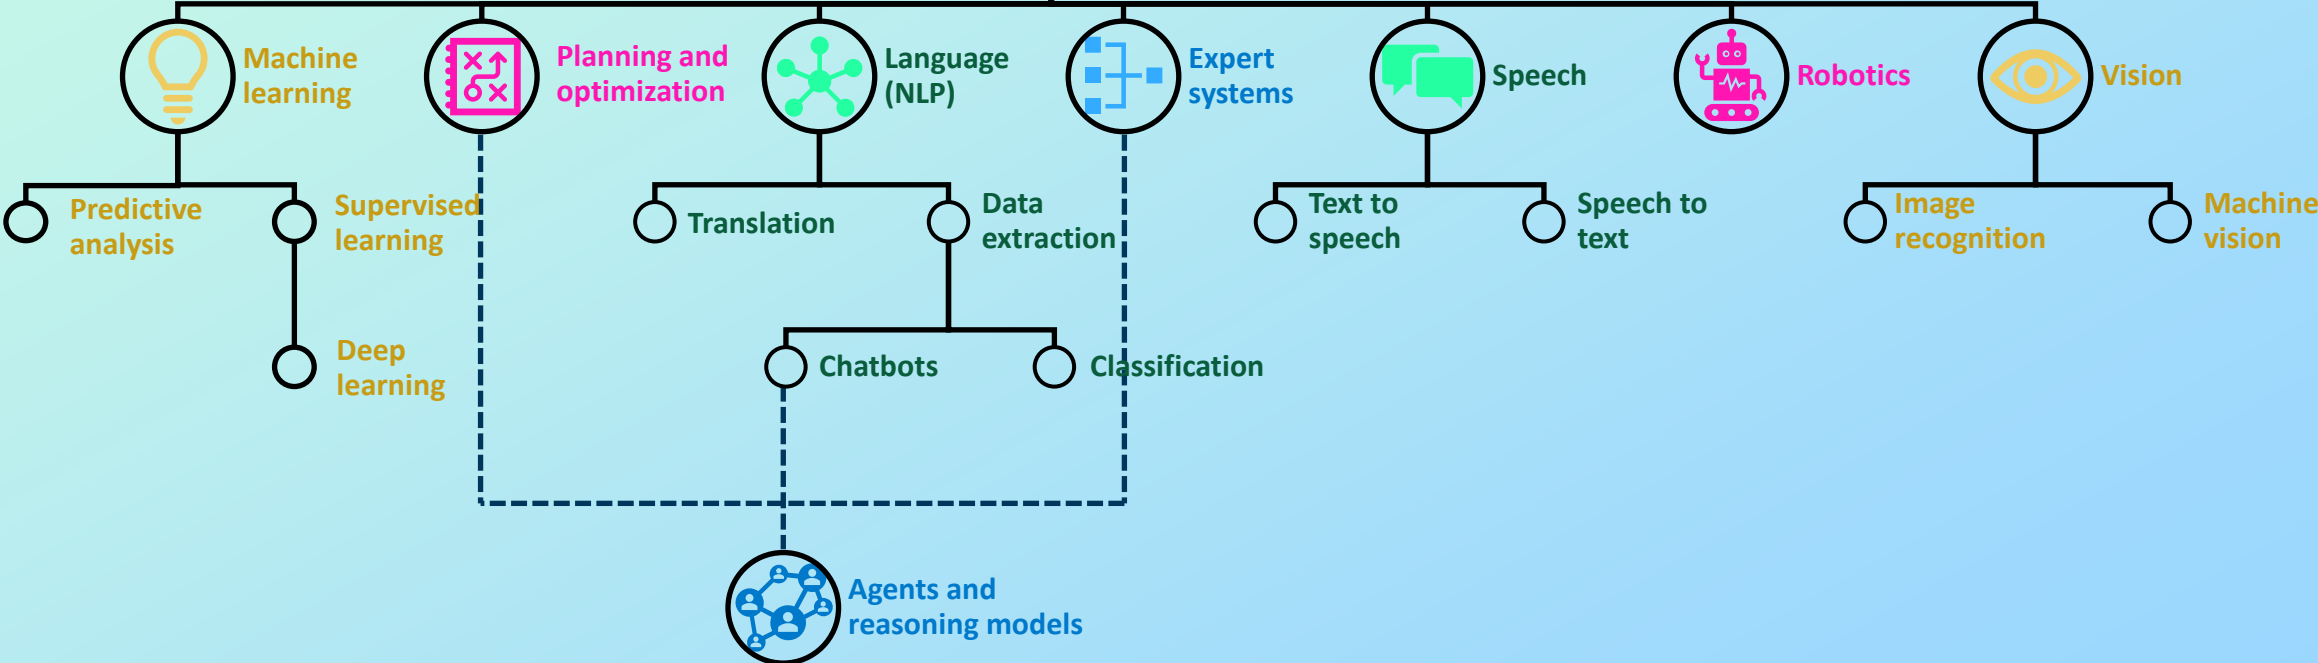 Machine
learning
Planning and
optimization
Language
(NLP)
Expert
systems
Speech
Robotics
Vision
Predictive
analysis
Supervised
learning
Translation
Data
extraction
Text to
speech
Speech to
text
Image
recognition
Machine
vision
Deep
learning
Chatbots
Classification
Agents and
reasoning models